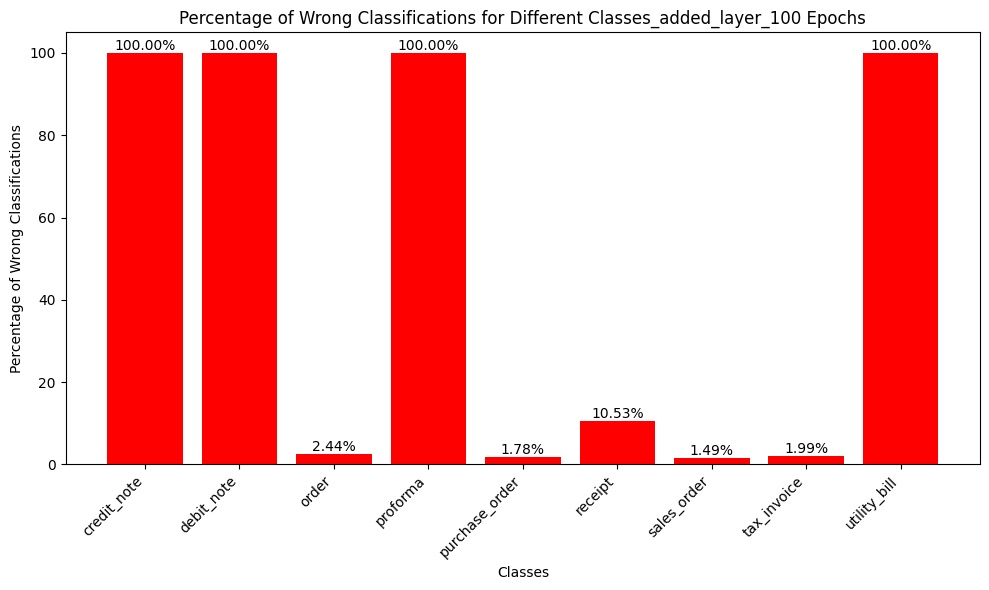 Percentage of Wrong Classifications for Different Classes_added_layer_100 Epochs
Percentage of Wrong Classifications
100
80
60
40
20
0
100.00%
100.00%
2.44%
100.00%
1.78%
10.53%
1.49%
1.99%
100.00%
credit_note
debit_note
order
proforma
purchase_order
receipt
sales_order
tax_invoice
utility_bill
Classes